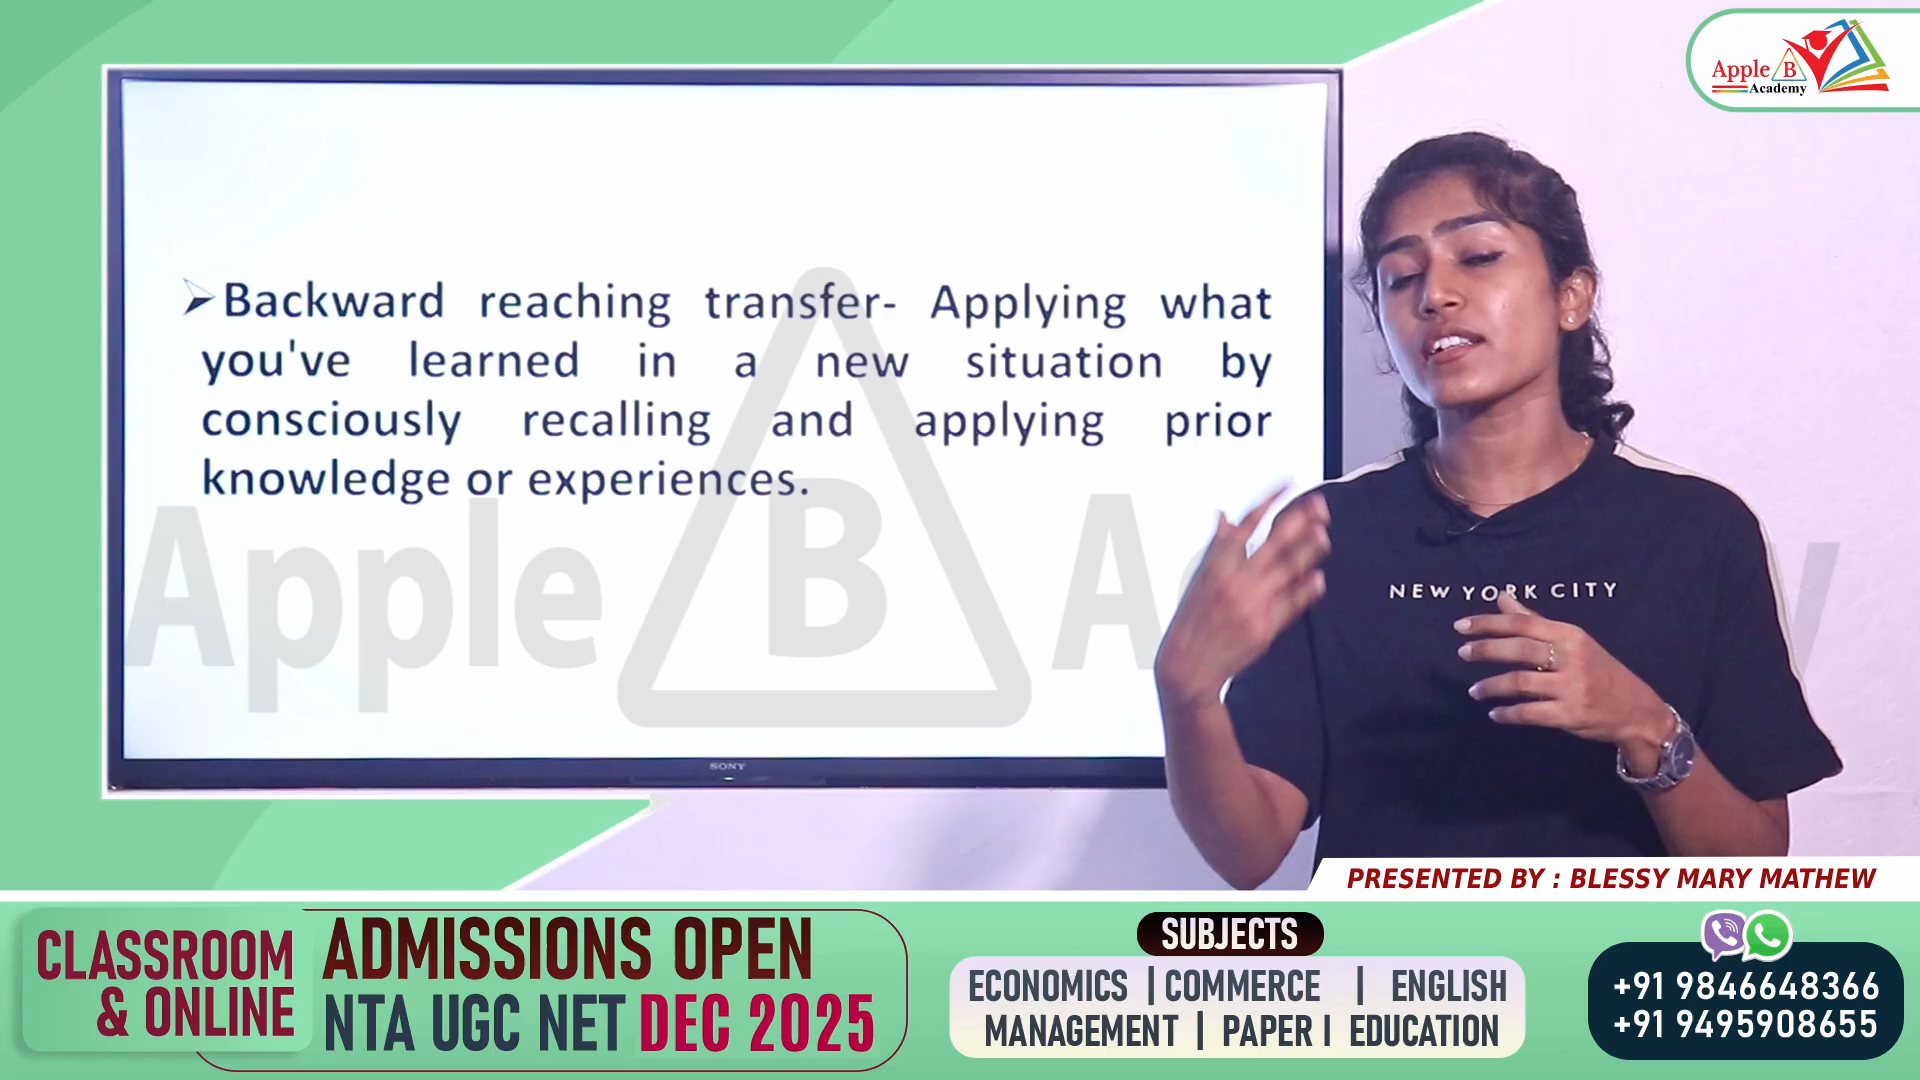 Apple B
Academy
➢Backward reaching transfer- Applying what
you've learned in a new situation by
consciously recalling and applying prior
knowledge or experiences.
Apple B A y
SONY
NEW YORK CITY
PRESENTED BY : BLESSY MARY MATHEW
CLASSROOM
& ONLINE
ADMISSIONS OPEN
NTA UGC NET DEC 2025
SUBJECTS
ECONOMICS | COMMERCE | ENGLISH
MANAGEMENT | PAPER I EDUCATION
+91 9846648366
+91 9495908655